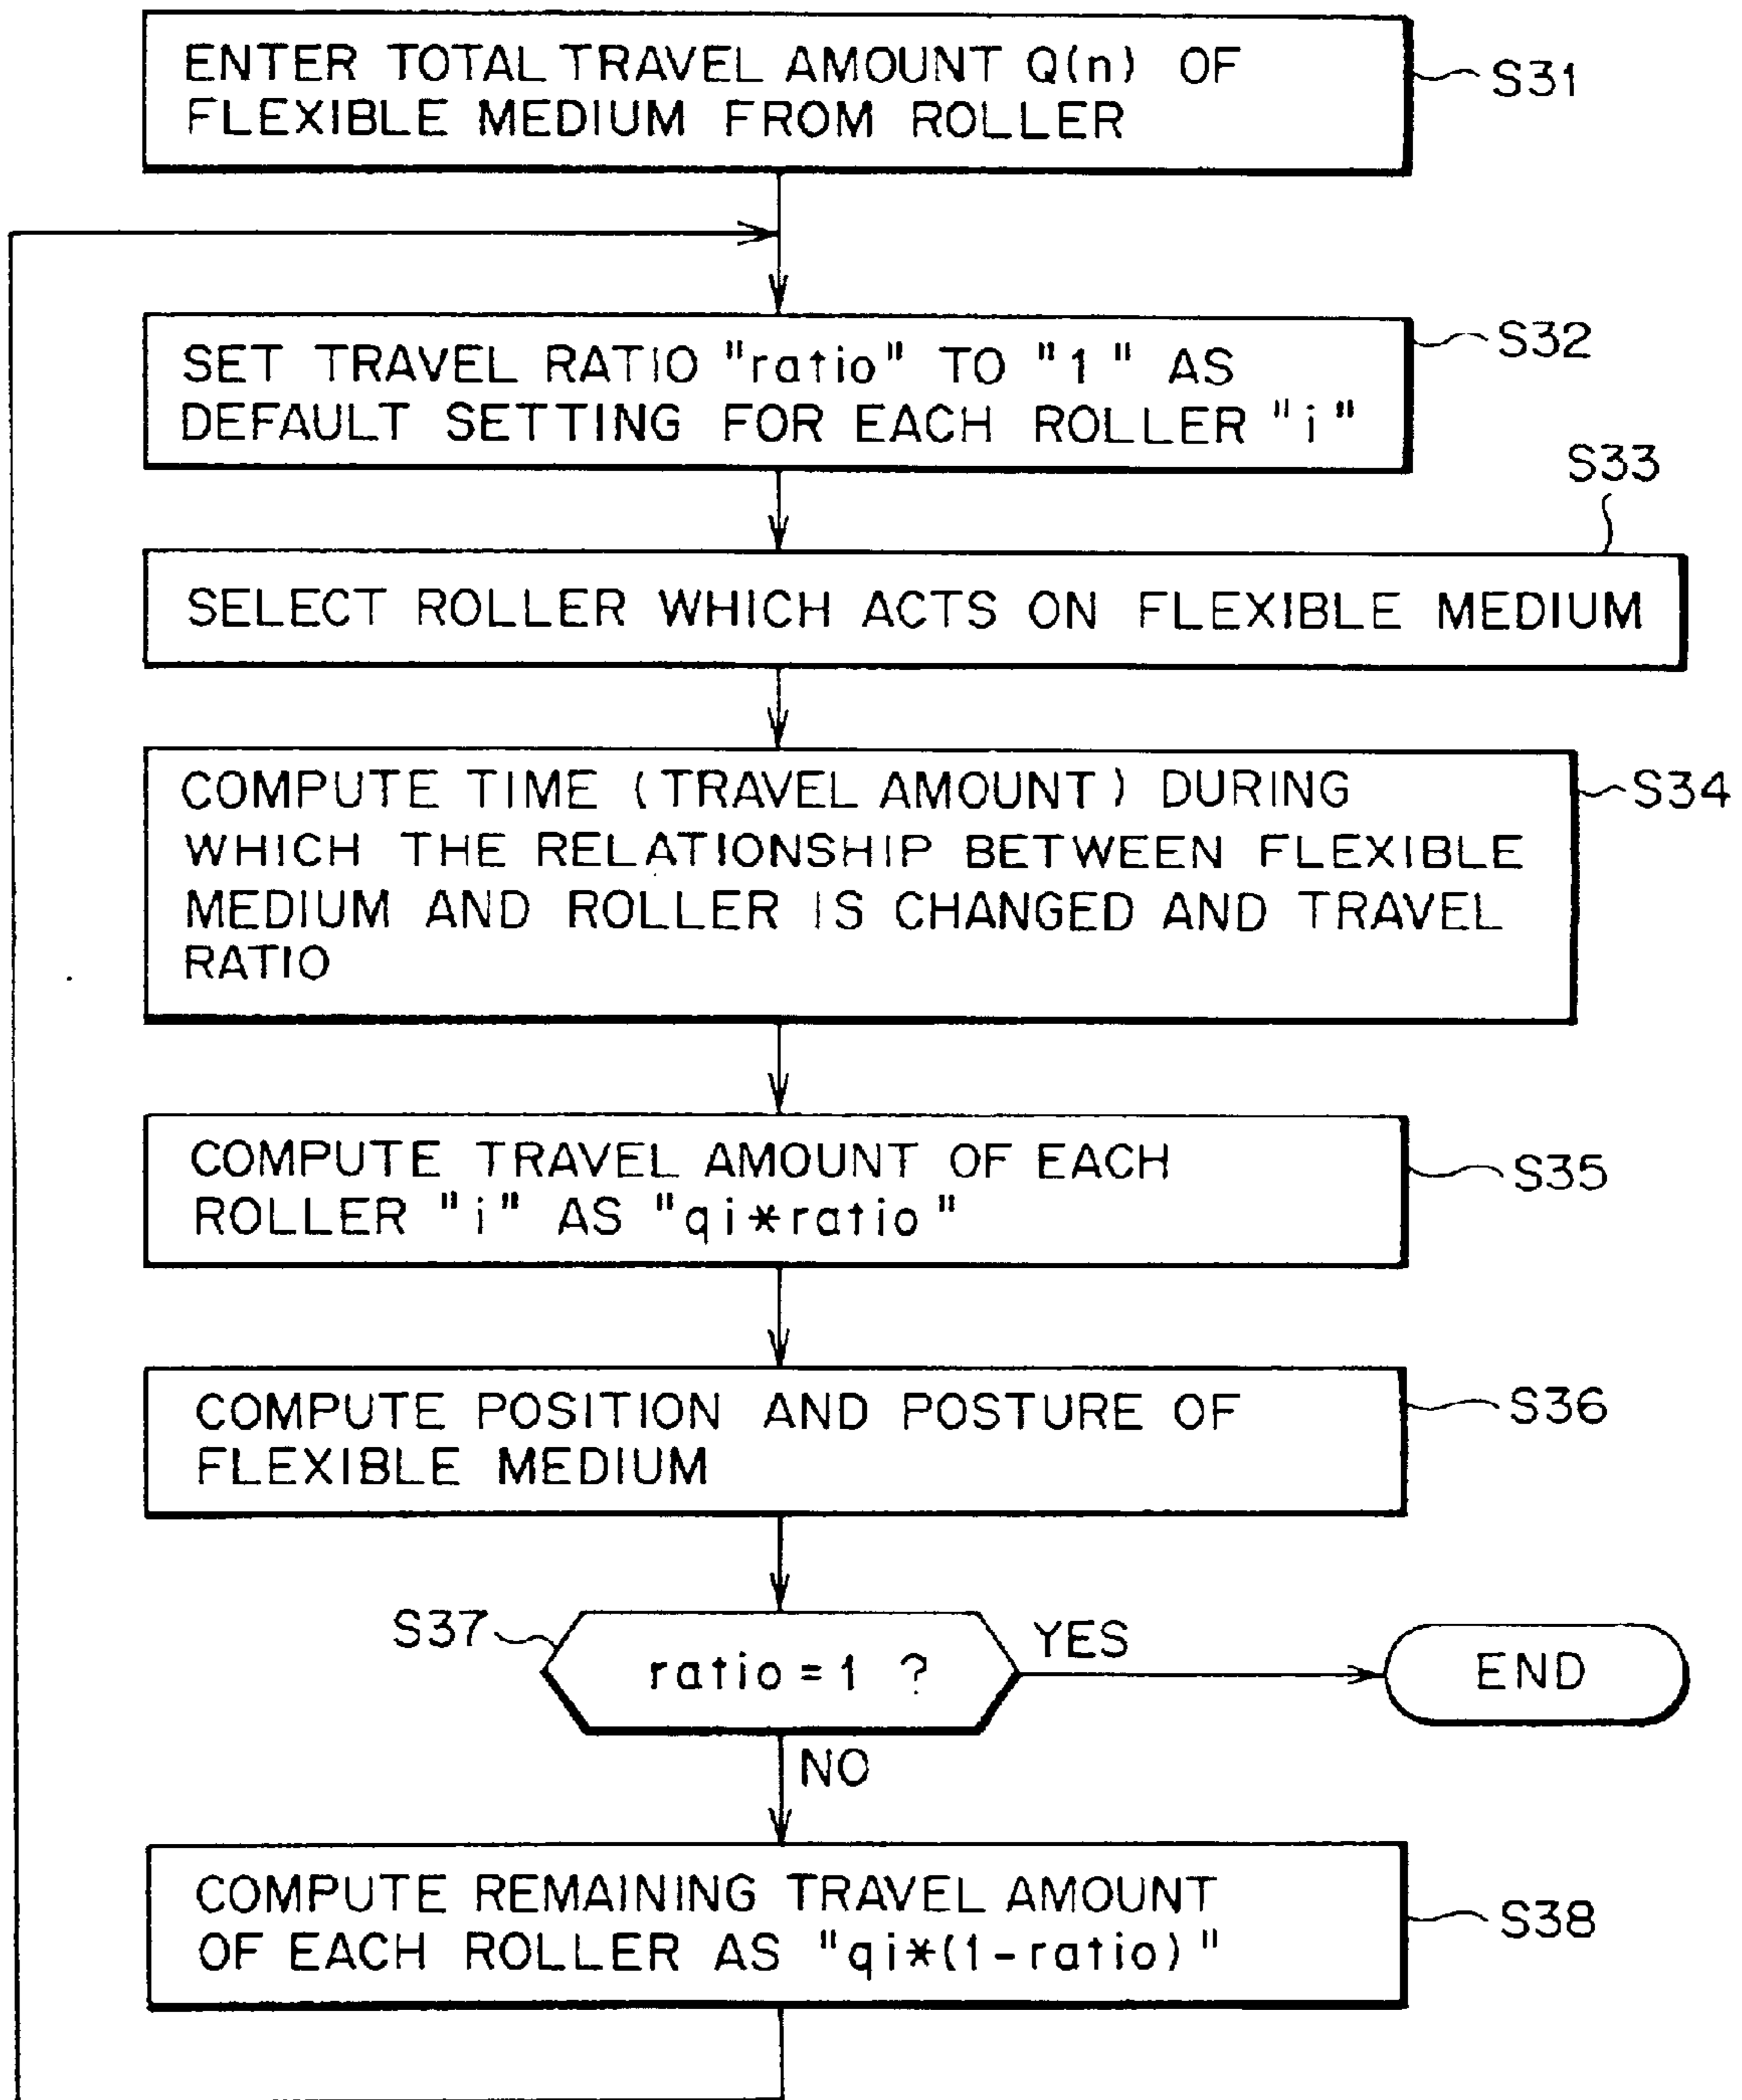 ENTER TOTAL TRAVEL AMOUNT Q(n) OF
FLEXIBLE MEDIUM FROM ROLLER
S31
SET TRAVEL RATIO "ratio" TO "1" AS
DEFAULT SETTING FOR EACH ROLLER "i"
S32
S33
SELECT ROLLER WHICH ACTS ON FLEXIBLE MEDIUM
COMPUTE TIME (TRAVEL AMOUNT) DURING
WHICH THE RELATIONSHIP BETWEEN FLEXIBLE
MEDIUM AND ROLLER IS CHANGED AND TRAVEL
RATIO
S34
COMPUTE TRAVEL AMOUNT OF EACH
ROLLER "i" AS "qi*ratio"
S35
COMPUTE POSITION AND POSTURE OF
FLEXIBLE MEDIUM
S36
S37
ratio = 1 ?
YES
END
NO
COMPUTE REMAINING TRAVEL AMOUNT
OF EACH ROLLER AS "qi*(1-ratio)"
S38